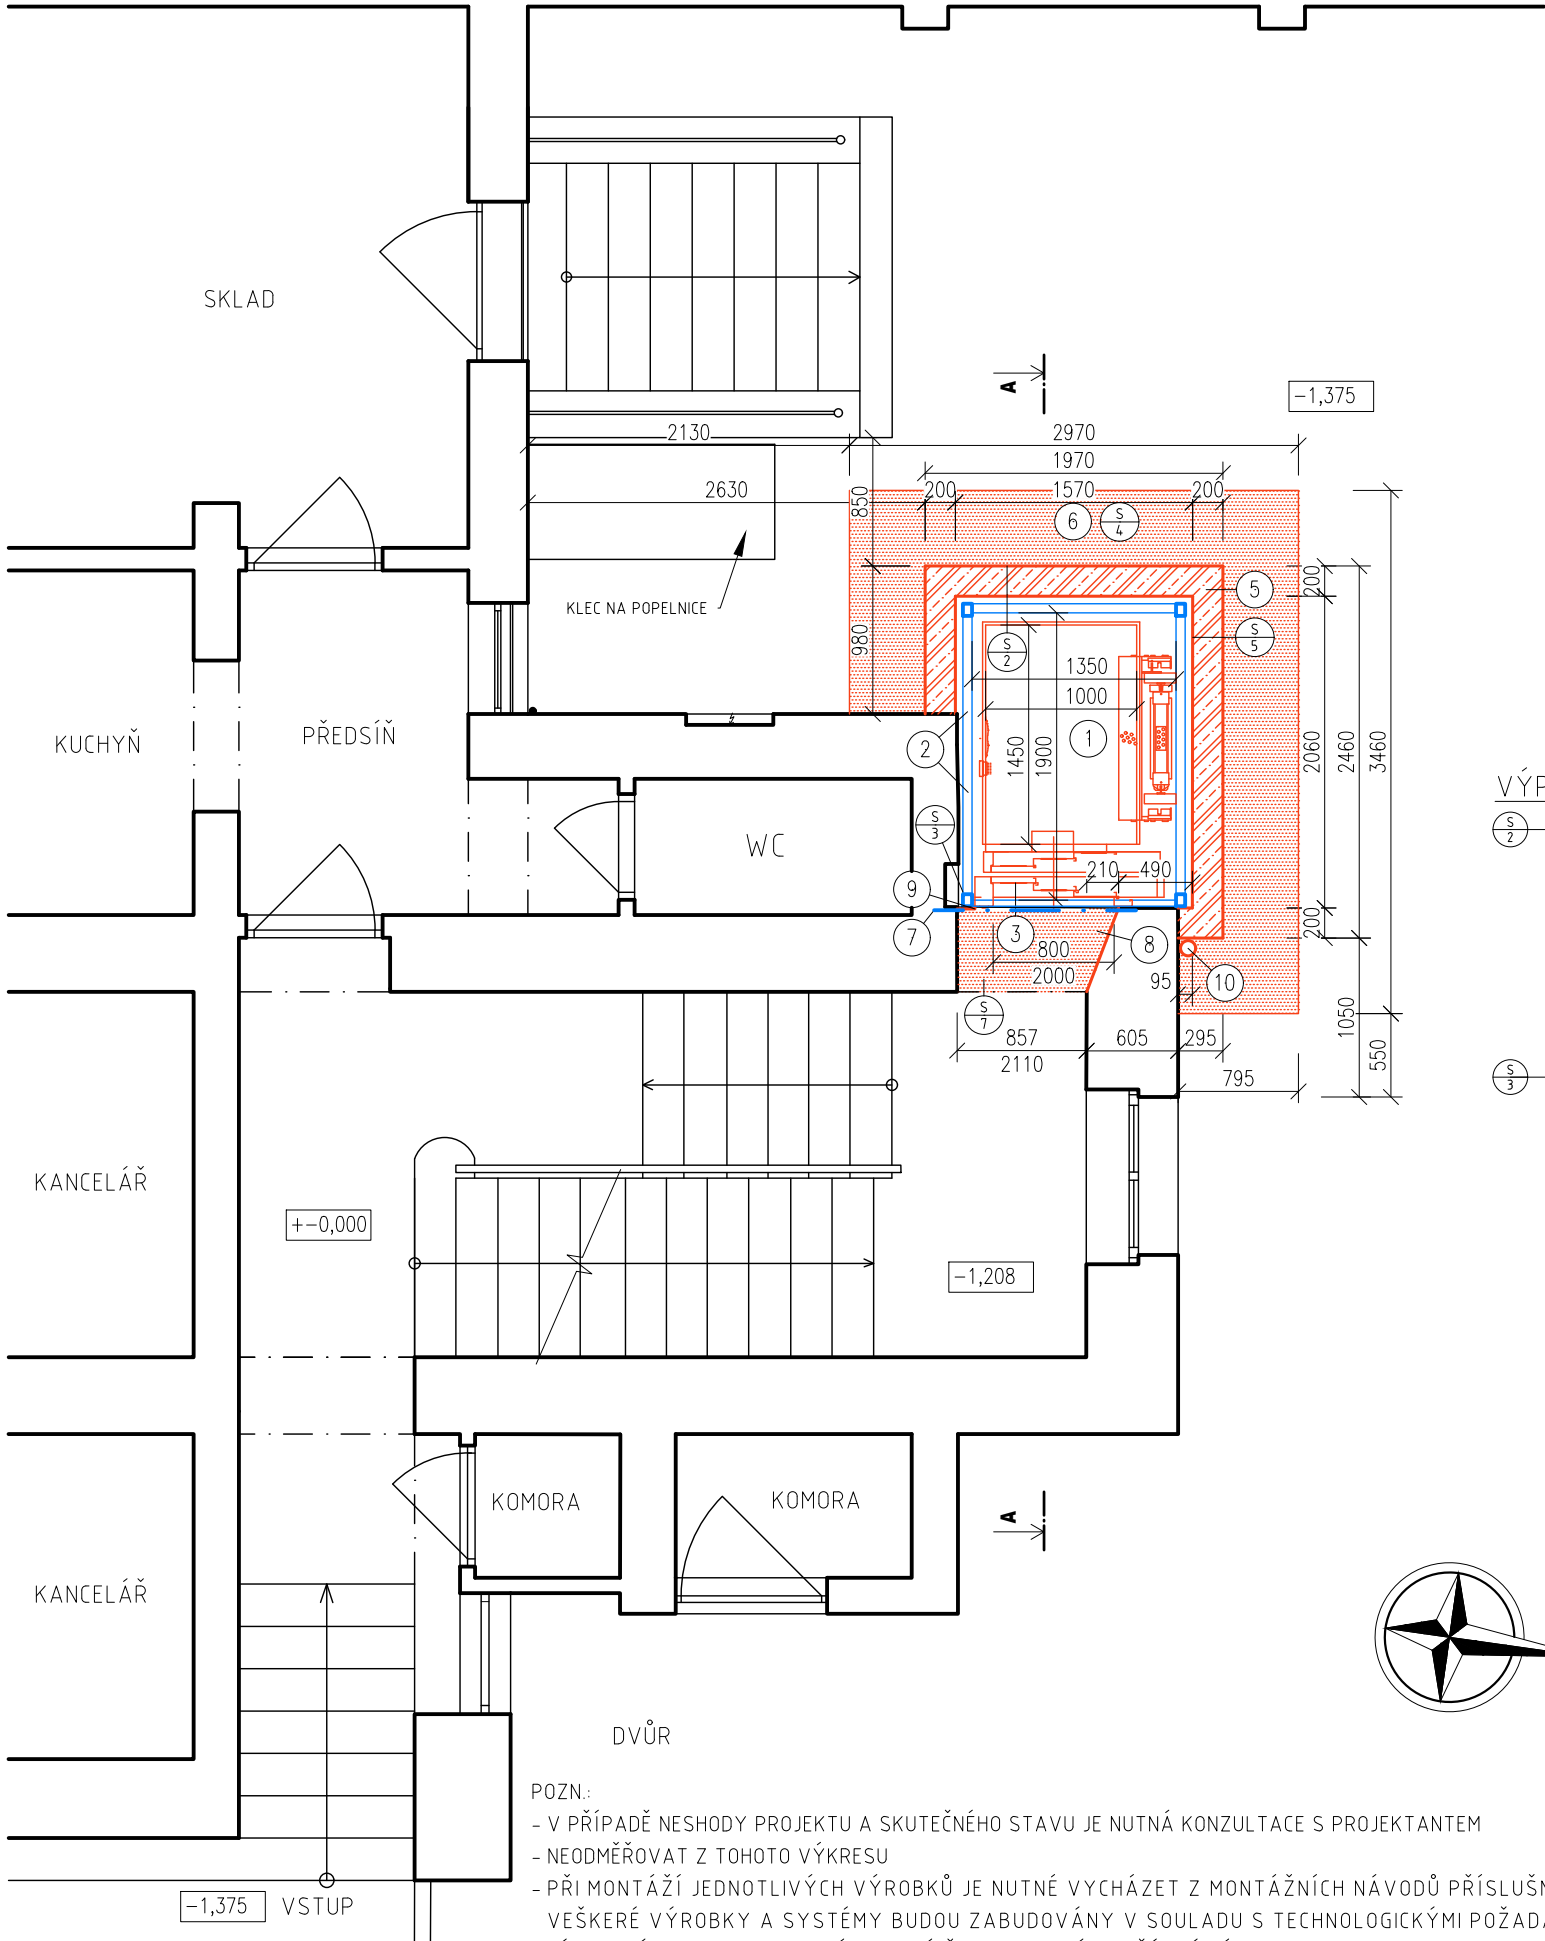 SKLAD
A
-1,375
2130
2970
1970
2630
850
200
1570
200
6
S
4
KLEC NA POPELNICE
5
200
S
5
S
2
980
1350
1000
KUCHYŇ
PŘEDSÍŇ
2
1
1450
1900
2060
2460
3460
S
3
WC
VÝP
S
2
210
490
9
7
3
8
200
800
2000
95
10
S
7
857
2110
605
295
1050
550
795
S
3
KANCELÁŘ
+-0,000
-1,208
KOMORA
KOMORA
A
KANCELÁŘ
DVŮR
-1,375
VSTUP
POZN.:
- V PŘÍPADĚ NESHODY PROJEKTU A SKUTEČNÉHO STAVU JE NUTNÁ KONZULTACE S PROJEKTANTEM
- NEODMĚŘOVAT Z TOHOTO VÝKRESU
- PŘI MONTÁŽÍ JEDNOTLIVÝCH VÝROBKŮ JE NUTNÉ VYCHÁZET Z MONTÁŽNÍCH NÁVODŮ PŘÍSLUŠN
VEŠKERÉ VÝROBKY A SYSTÉMY BUDOU ZABUDOVÁNY V SOULADU S TECHNOLOGICKÝMI POŽADA